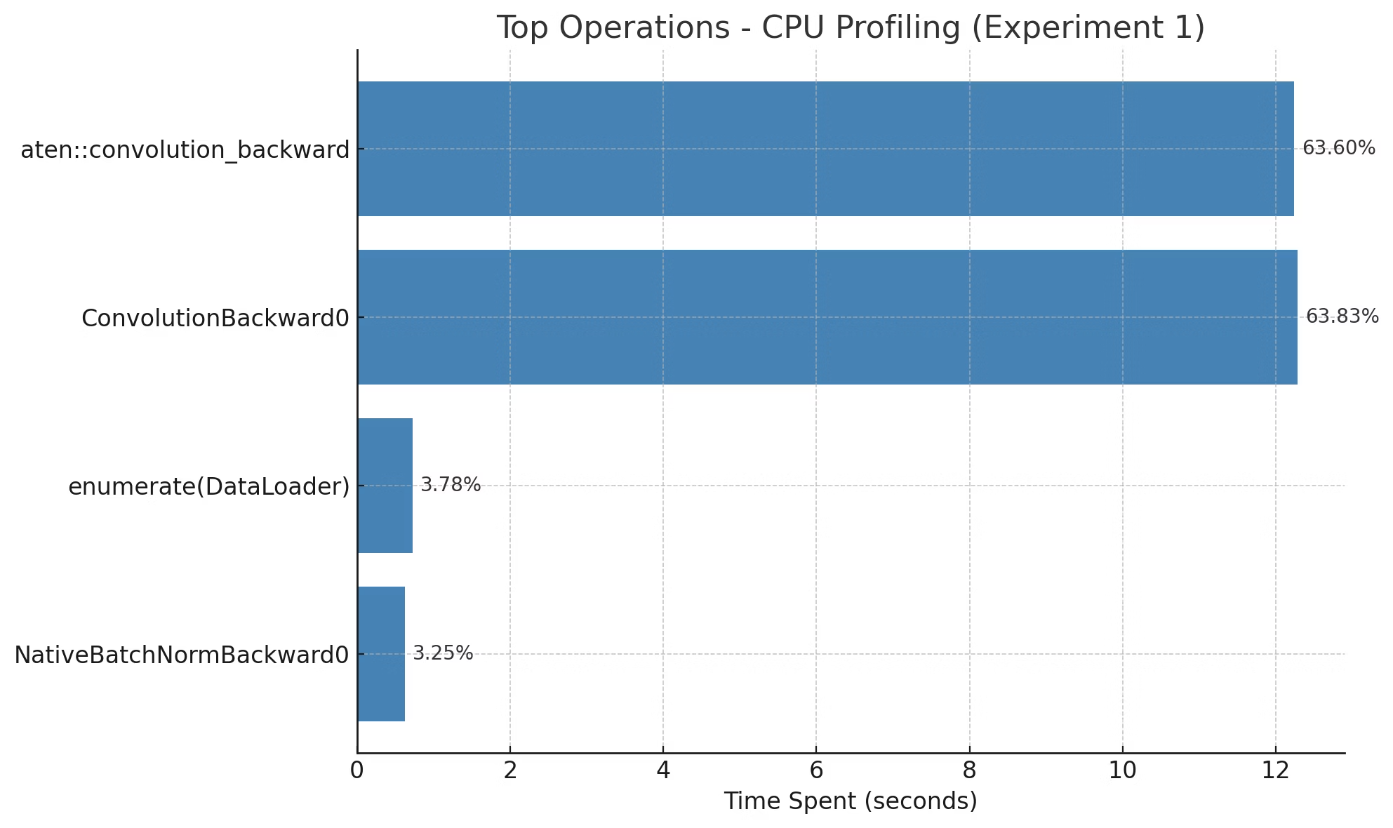 Top Operations - CPU Profiling (Experiment 1)
aten::convolution_backward
63.60%
ConvolutionBackward0
63.83%
enumerate(DataLoader)
3.78%
NativeBatchNormBackward0
3.25%
0 2 4 6 8 10 12
Time Spent (seconds)